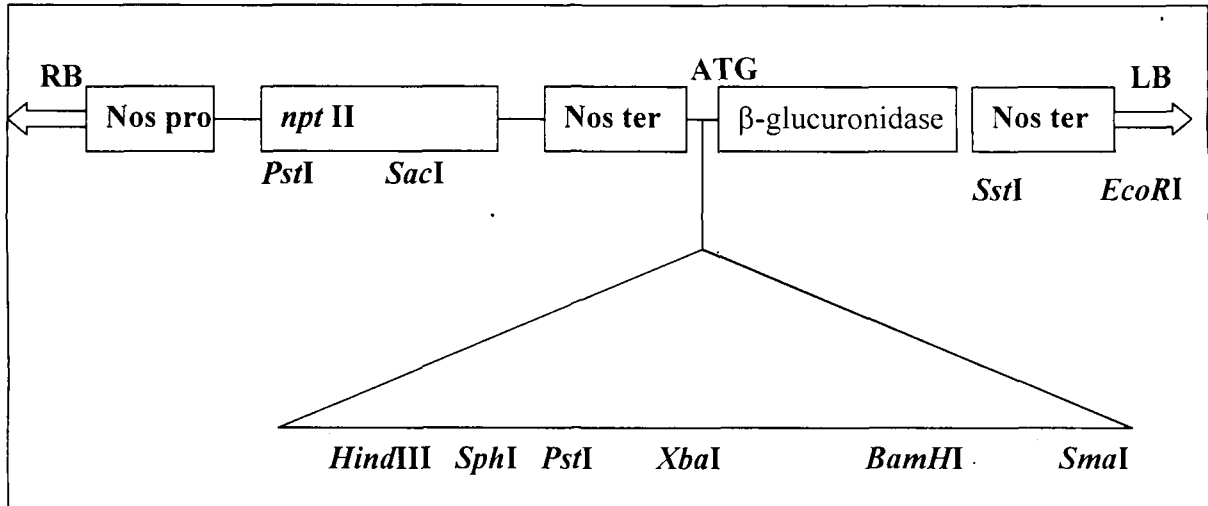 ATG
RB LB
Nos pro npt II Nos ter β-glucuronidase Nos ter
PstI SacI SstI EcoRI
HindIII SphI PstI XbaI BamHI SmaI